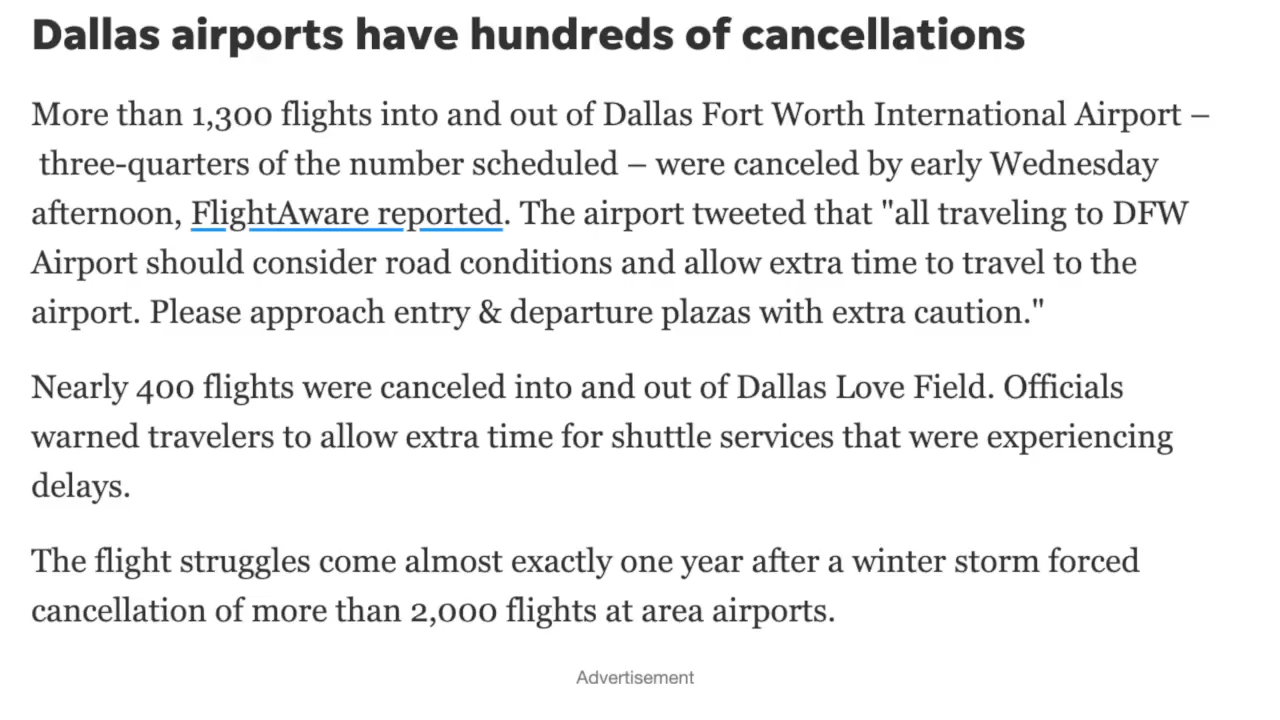 Dallas airports have hundreds of cancellations
More than 1,300 flights into and out of Dallas Fort Worth International Airport –
three-quarters of the number scheduled – were canceled by early Wednesday
afternoon, FlightAware reported. The airport tweeted that "all traveling to DFW
Airport should consider road conditions and allow extra time to travel to the
airport. Please approach entry & departure plazas with extra caution."
Nearly 400 flights were canceled into and out of Dallas Love Field. Officials
warned travelers to allow extra time for shuttle services that were experiencing
delays.
The flight struggles come almost exactly one year after a winter storm forced
cancellation of more than 2,000 flights at area airports.
Advertisement